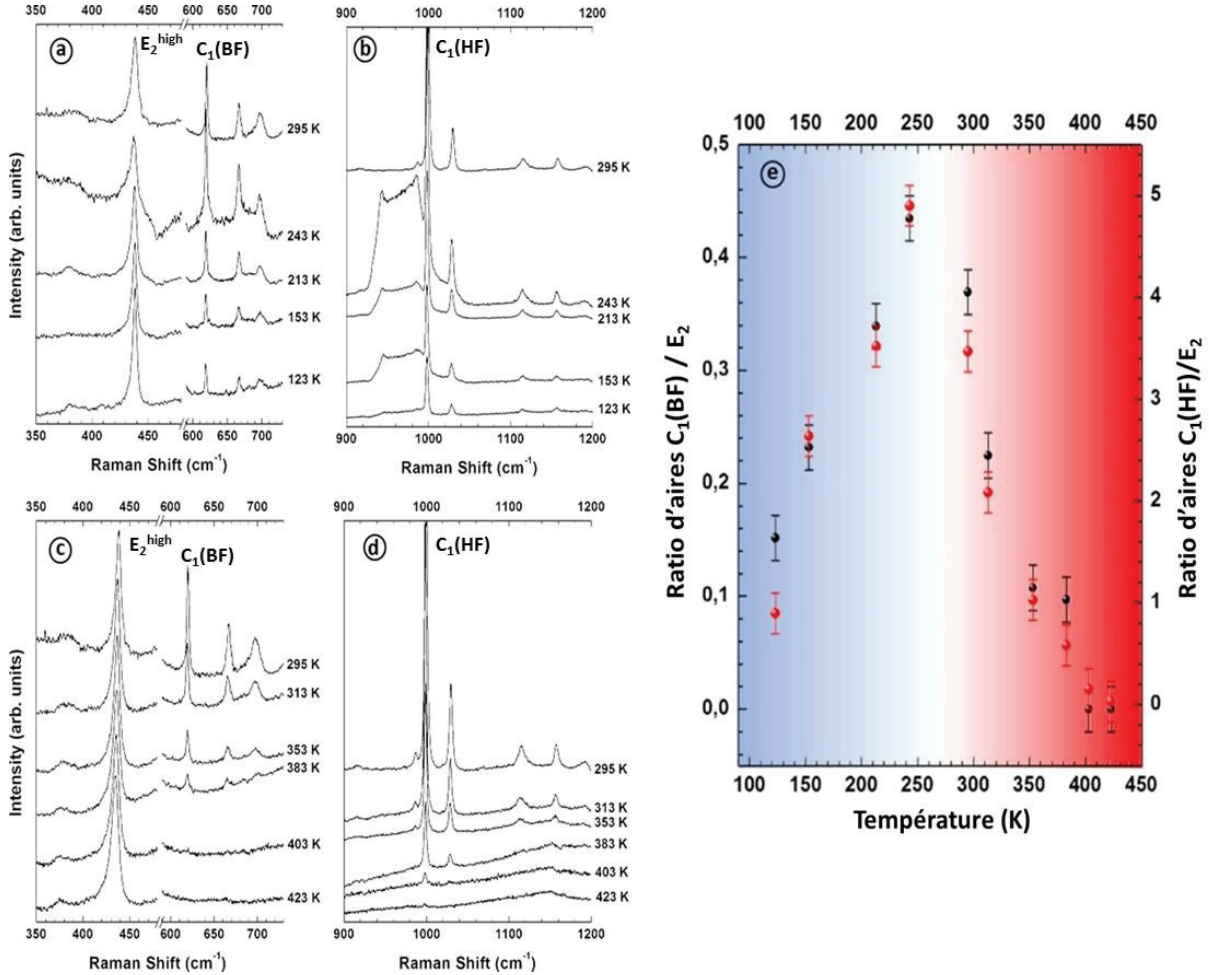 350 400 450 600 650 700
a
E2high
C1(BF)
295 K
243 K
213 K
153 K
123 K
350 400 450 600 650 700
Raman Shift (cm-1)
Intensity (arb. units)
900 1000 1100 1200
b
C1(HF)
295 K
243 K
213 K
153 K
123 K
900 1000 1100 1200
Raman Shift (cm-1)
350 400 450 600 650 700
c
E2high
C1(BF)
295 K
313 K
353 K
383 K
403 K
423 K
350 400 450 600 650 700
Raman Shift (cm-1)
Intensity (arb. units)
900 1000 1100 1200
d
C1(HF)
295 K
313 K
353 K
383 K
403 K
423 K
900 1000 1100 1200
Raman Shift (cm-1)
100 150 200 250 300 350 400 450
e
0,5
0,4
0,3
0,2
0,1
0,0
Ratio d'aires C1(BF) / E2
5
4
3
2
1
0
Ratio d'aires C1(HF)/E2
100 150 200 250 300 350 400 450
Température (K)